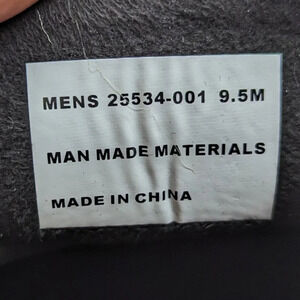 MENS 25534-001 9.5M
MAN MADE MATERIALS
MADE IN CHINA